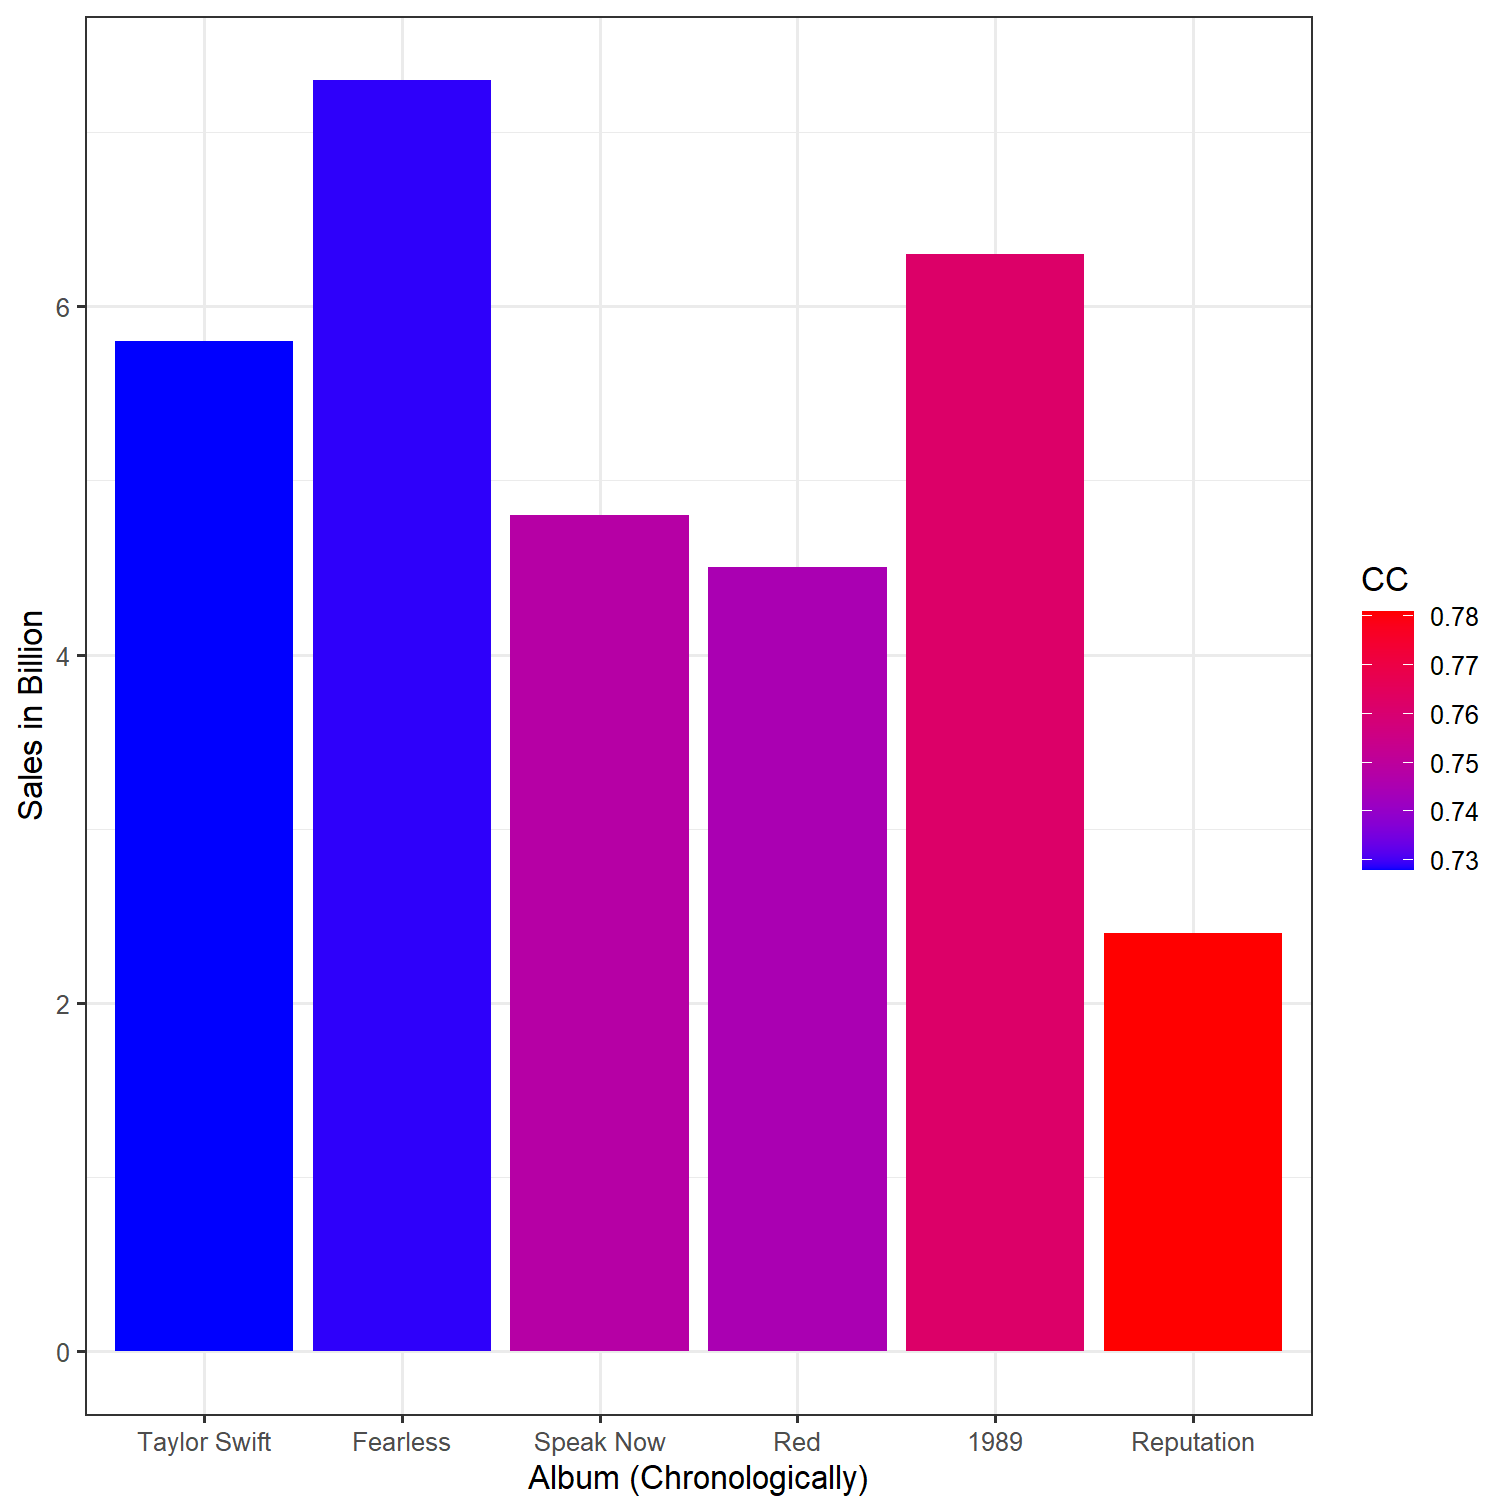 Sales in Billion
6
4
2
0
Taylor Swift
Fearless
Speak Now
Red
1989
Reputation
Album (Chronologically)
CC
0.78
0.77
0.76
0.75
0.74
0.73